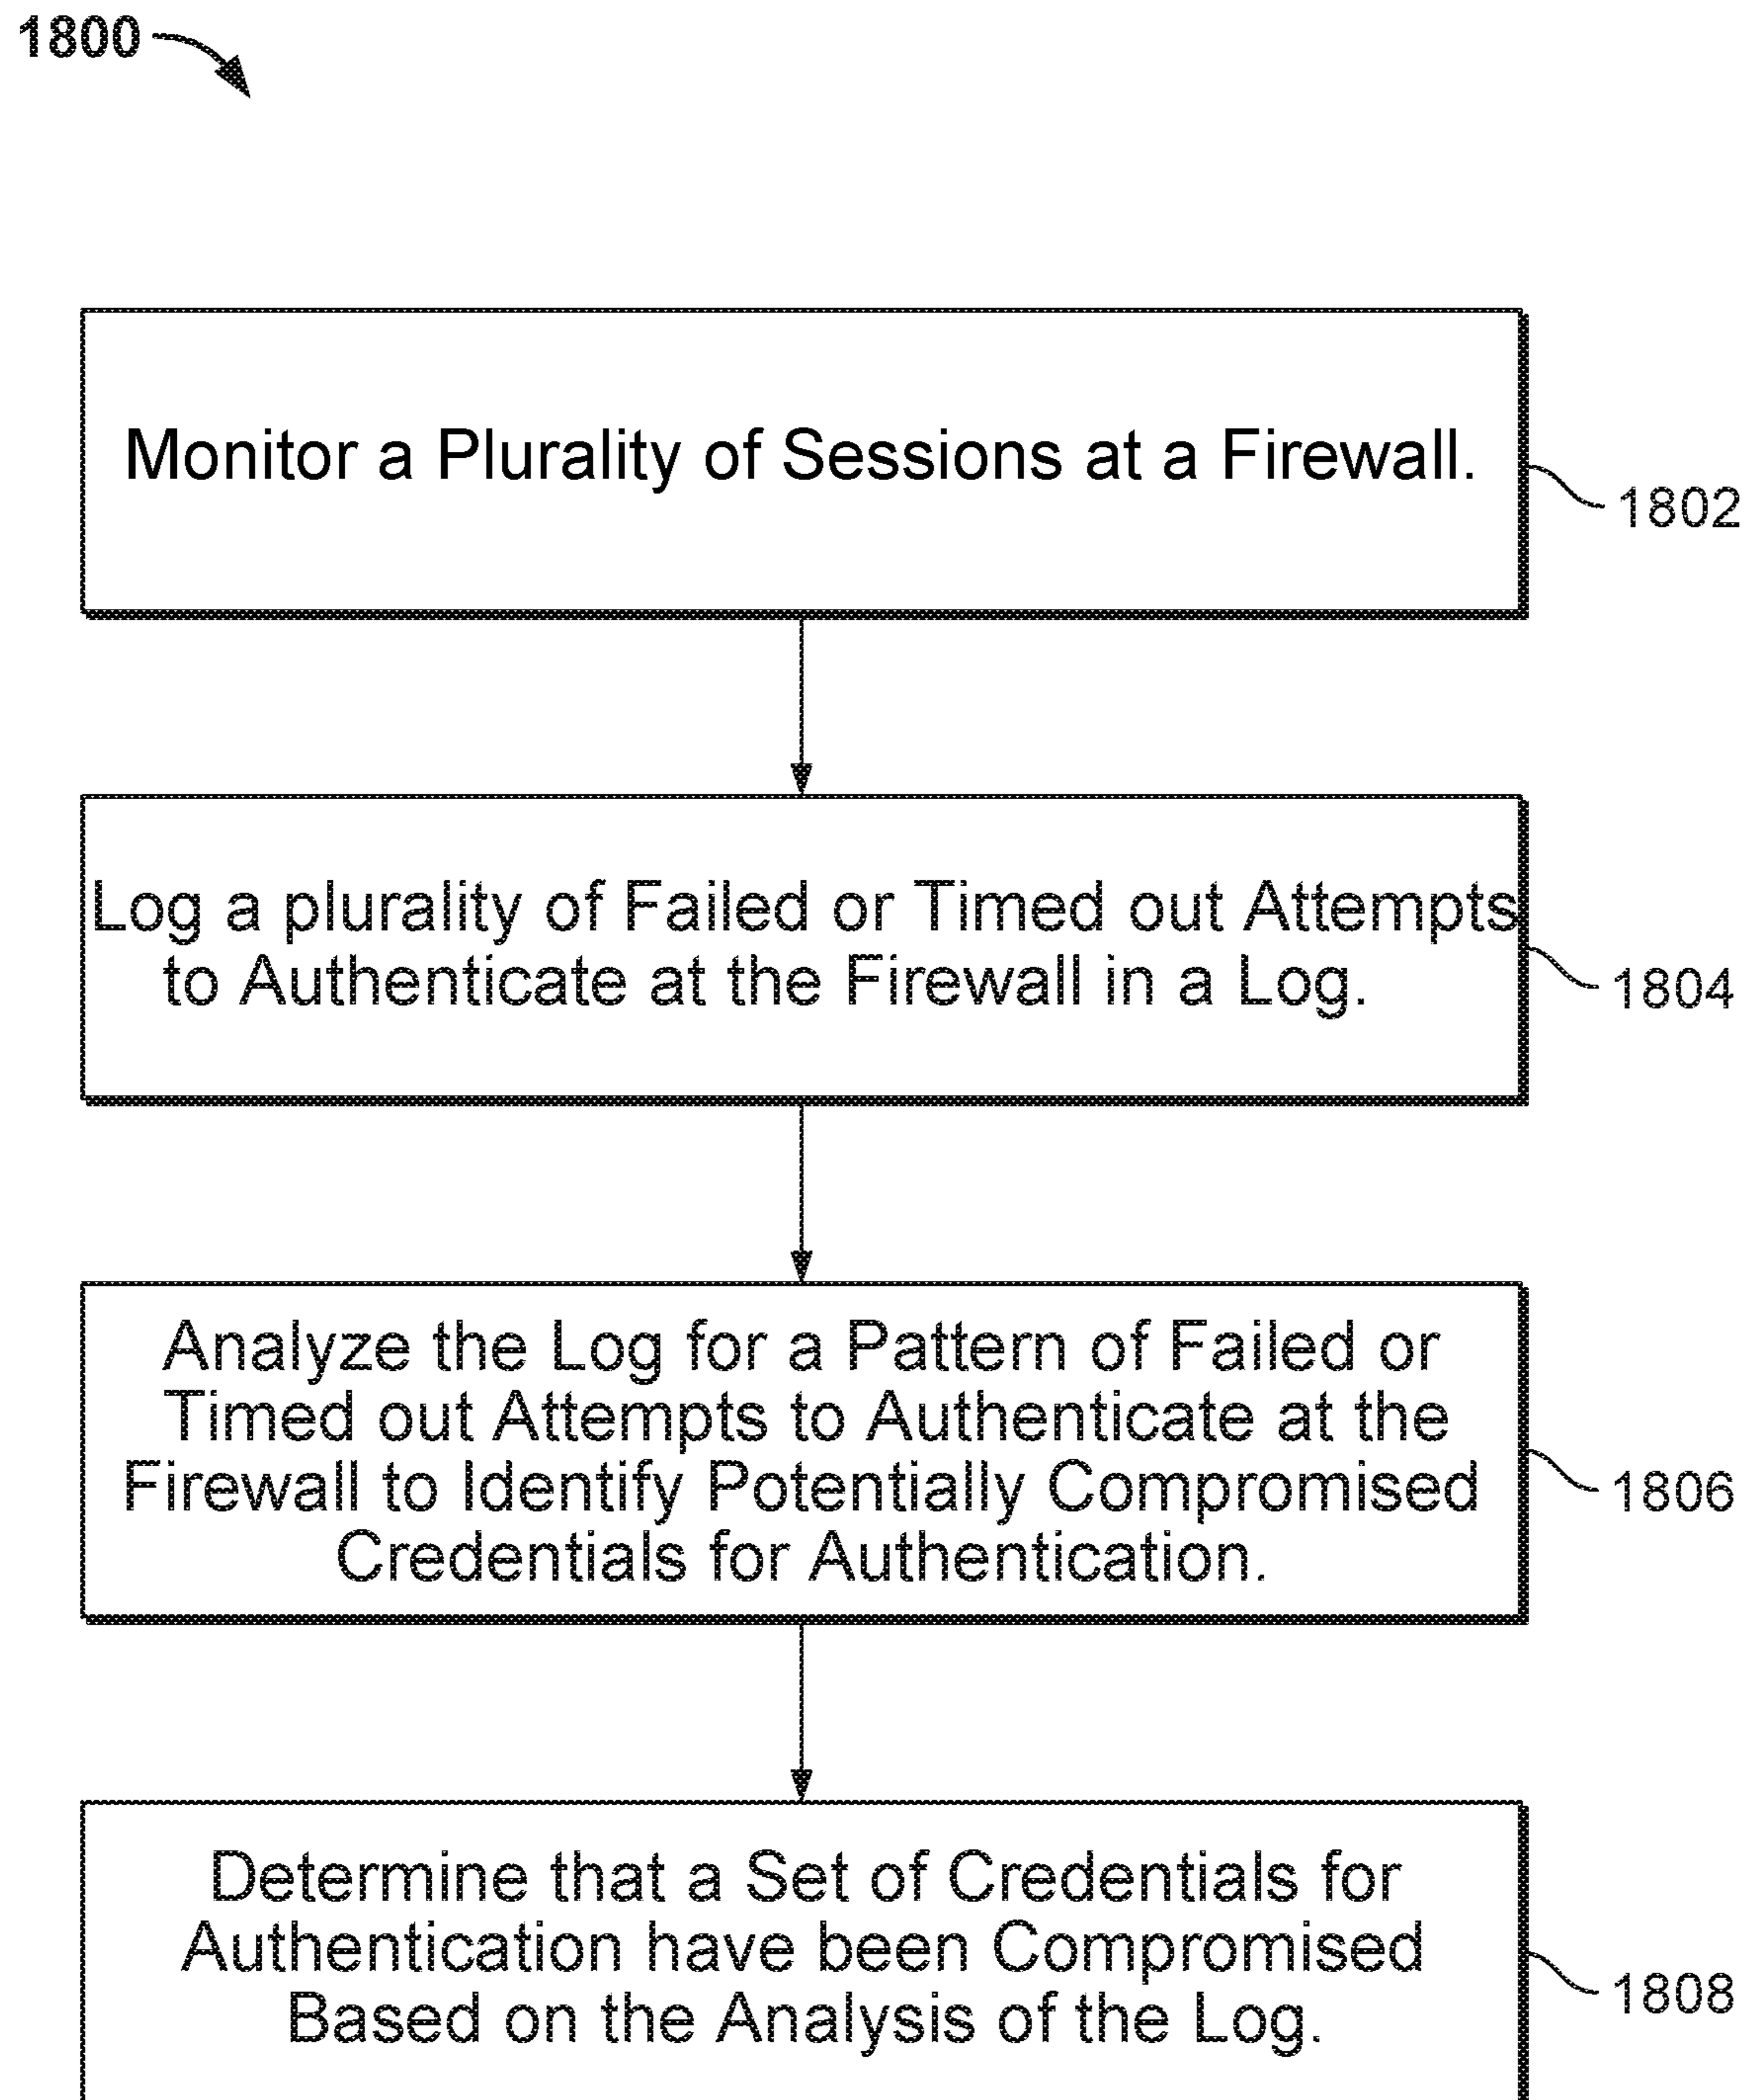 1800
Monitor a Plurality of Sessions at a Firewall.
1802
Log a plurality of Failed or Timed out Attempts
to Authenticate at the Firewall in a Log.
1804
Analyze the Log for a Pattern of Failed or
Timed out Attempts to Authenticate at the
Firewall to Identify Potentially Compromised
Credentials for Authentication.
1806
Determine that a Set of Credentials for
Authentication have been Compromised
Based on the Analysis of the Log.
1808